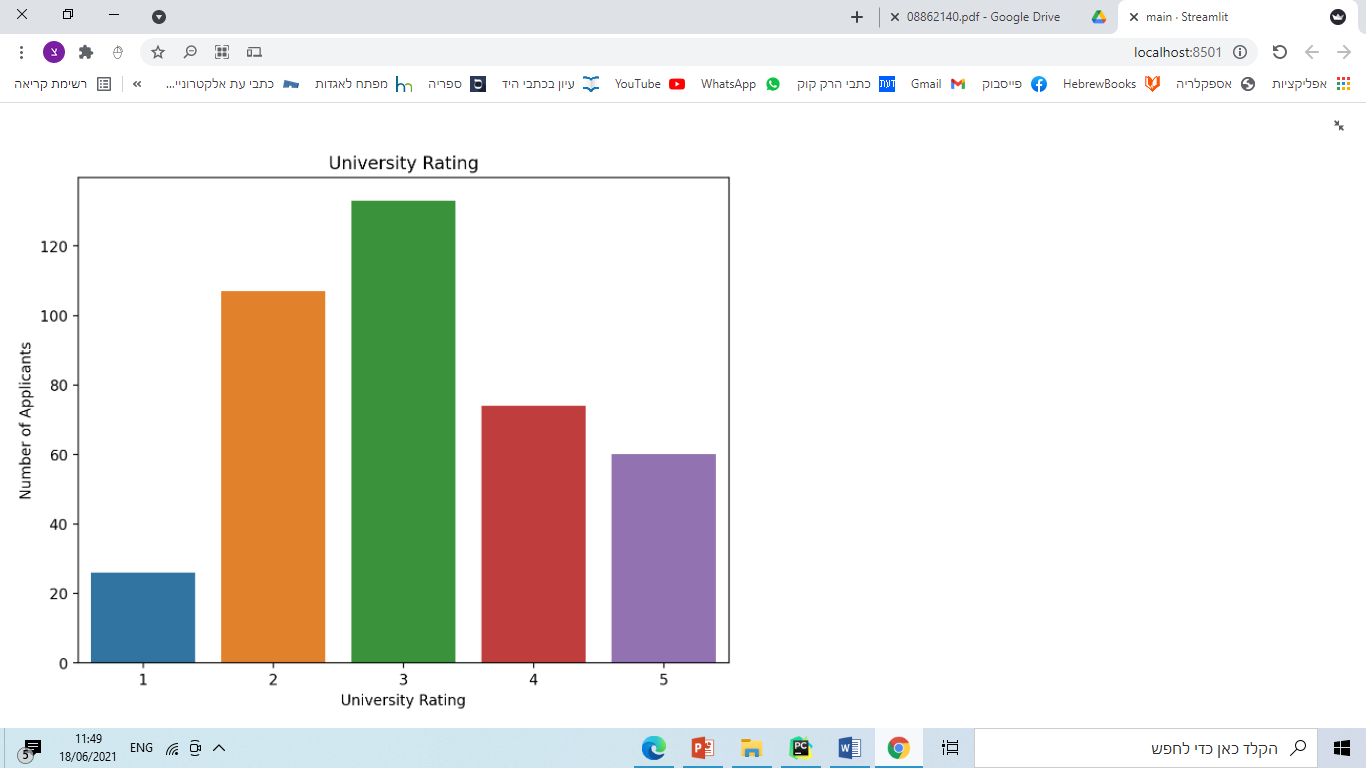 main · Streamlit
08862140.pdf - Google Drive
localhost:8501
אפליקציות
אספקלריה
HebrewBooks
פייסבוק
Gmail
דעת
כתבי הרק קוק
WhatsApp
YouTube
עיון בכתבי היד
ספריה
מפתח לאגדות
כתבי עת אלקטרוניי...
»
רשימת קריאה
University Rating
Number of Applicants
120
100
80
60
40
20
0
1 2 3 4 5
University Rating
הקלד כאן כדי לחפש
ENG
11:49
18/06/2021
5